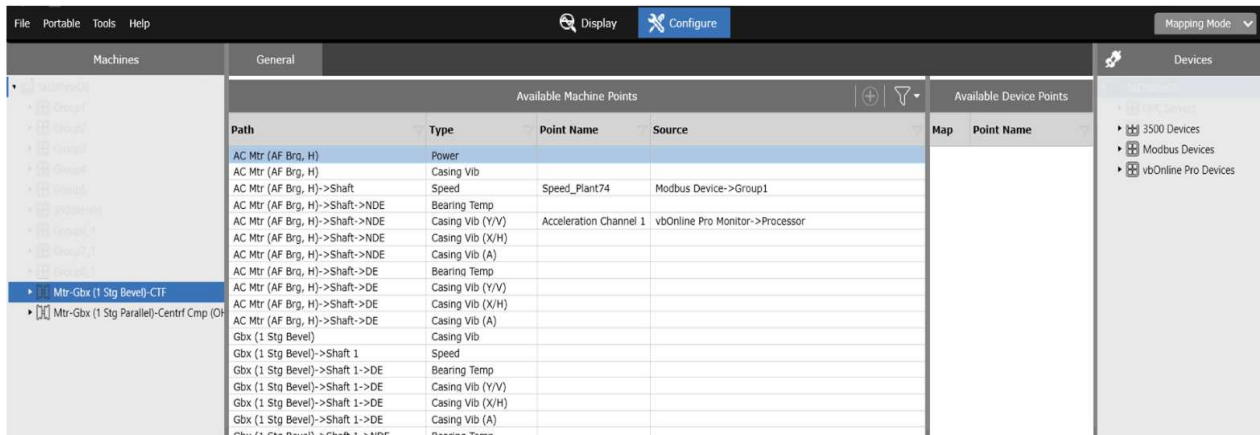 File Portable Tools Help Display Configure Mapping Mode
Machines General Devices
Available Machine Points Available Device Points
Path Type Point Name Source Map Point Name
AC Mtr (AF Brg, H) Power
AC Mtr (AF Brg, H) Casing Vib
AC Mtr (AF Brg, H)->Shaft Speed Speed_Plant74 Modbus Device->Group1
AC Mtr (AF Brg, H)->Shaft->NDE Bearing Temp
AC Mtr (AF Brg, H)->Shaft->NDE Casing Vib (Y/V) Acceleration Channel 1 vbOnline Pro Monitor->Processor
AC Mtr (AF Brg, H)->Shaft->NDE Casing Vib (X/H)
AC Mtr (AF Brg, H)->Shaft->NDE Casing Vib (A)
AC Mtr (AF Brg, H)->Shaft->DE Bearing Temp
AC Mtr (AF Brg, H)->Shaft->DE Casing Vib (Y/V)
AC Mtr (AF Brg, H)->Shaft->DE Casing Vib (X/H)
AC Mtr (AF Brg, H)->Shaft->DE Casing Vib (A)
Gbx (1 Stg Bevel) Casing Vib
Gbx (1 Stg Bevel)->Shaft 1 Speed
Gbx (1 Stg Bevel)->Shaft 1->DE Bearing Temp
Gbx (1 Stg Bevel)->Shaft 1->DE Casing Vib (Y/V)
Gbx (1 Stg Bevel)->Shaft 1->DE Casing Vib (X/H)
Gbx (1 Stg Bevel)->Shaft 1->DE Casing Vib (A)
Mtr-Gbx (1 Stg Bevel)-CTF
Mtr-Gbx (1 Stg Parallel)-Centrf Cmp (OH
3500 Devices
Modbus Devices
vbOnline Pro Devices